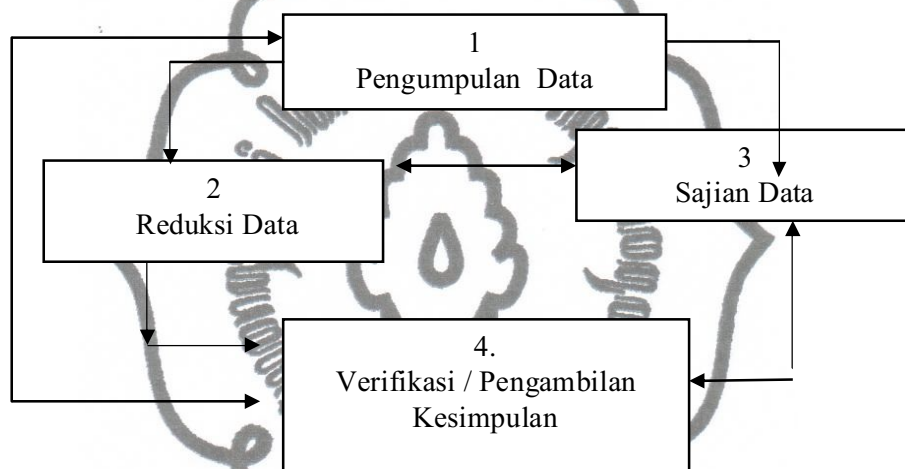 1
Pengumpulan Data
2
Reduksi Data
3
Sajian Data
4.
Verifikasi / Pengambilan
Kesimpulan